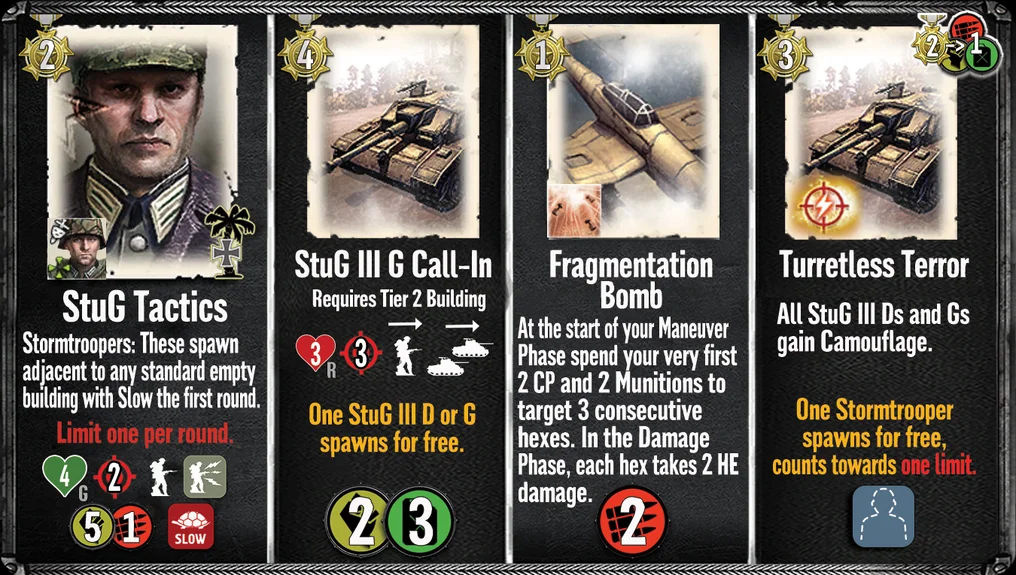 2
StuG Tactics
Stormtroopers: These spawn
adjacent to any standard empty
building with Slow the first round.
Limit one per round.
4 G 2
5 1 SLOW
4
StuG III G Call-In
Requires Tier 2 Building
3 R 3
One StuG III D or G
spawns for free.
2 3
1
Fragmentation
Bomb
At the start of your Maneuver
Phase spend your very first
2 CP and 2 Munitions to
target 3 consecutive
hexes. In the Damage
Phase, each hex takes 2 HE
damage.
2
3
2->1
Turretless Terror
All StuG III Ds and Gs
gain Camouflage.
One Stormtrooper
spawns for free,
counts towards one limit.